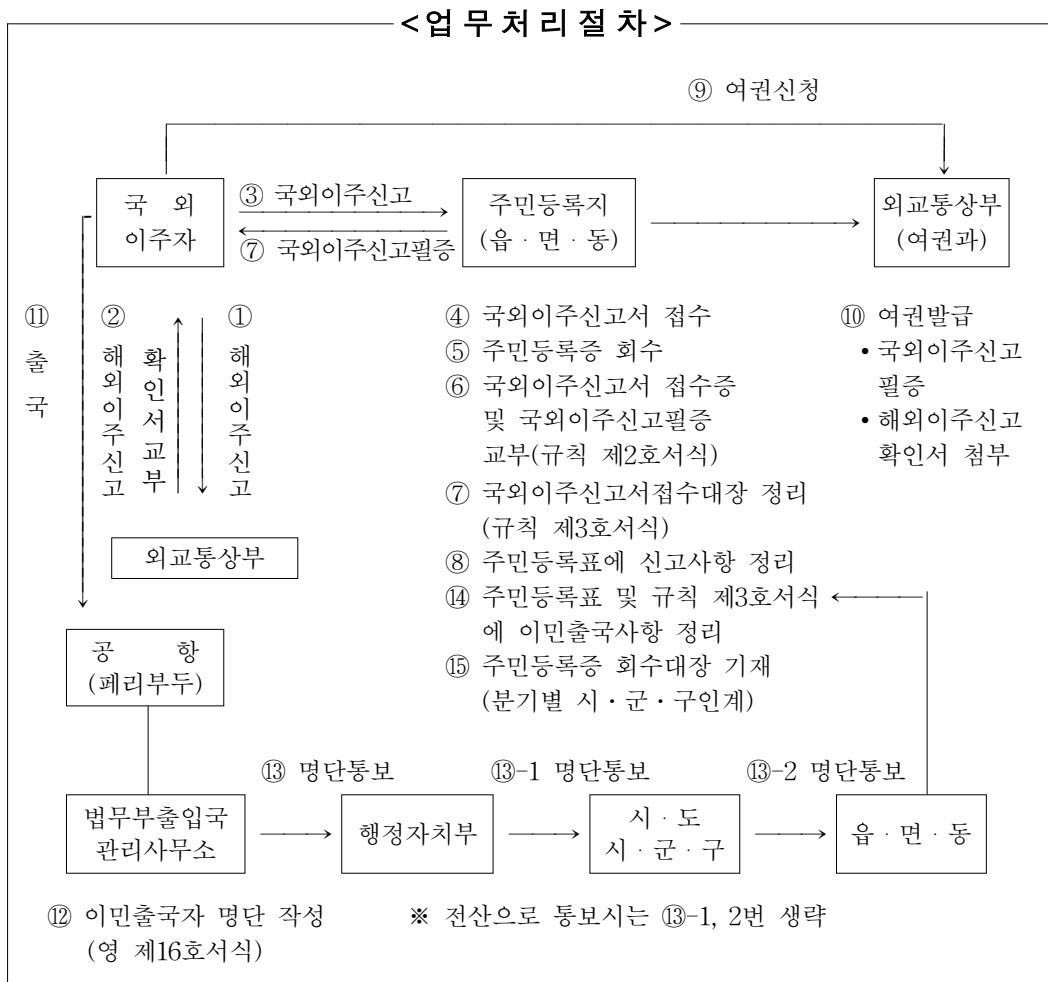 <업 무 처 리 절 차>
⑨ 여권신청
국 외
이주자
③ 국외이주신고
⑦ 국외이주신고필증
주민등록지
(읍 · 면 · 동)
외교통상부
(여권과)
⑪ 출국
② 해외이주신고
확인서교부
① 해외이주신고
외교통상부
④ 국외이주신고서 접수
⑤ 주민등록증 회수
⑥ 국외이주신고서 접수증
및 국외이주신고필증
교부(규칙 제2호서식)
⑦ 국외이주신고서접수대장 정리
(규칙 제3호서식)
⑧ 주민등록표에 신고사항 정리
⑭ 주민등록표 및 규칙 제3호서식
에 이민출국사항 정리
⑮ 주민등록증 회수대장 기재
(분기별 시·군·구인계)
⑩ 여권발급
• 국외이주신고
필증
• 해외이주신고
확인서 첨부
공 항
(페리부두)
⑬ 명단통보
⑬-1 명단통보
⑬-2 명단통보
법무부출입국
관리사무소
행정자치부
시 · 도
시 · 군 · 구
읍 · 면 · 동
⑫ 이민출국자 명단 작성
(영 제16호서식)
※ 전산으로 통보시는 ⑬-1, 2번 생략